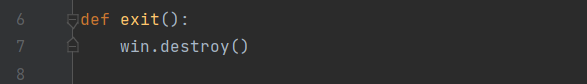 6 def exit():
7     win.destroy()
8